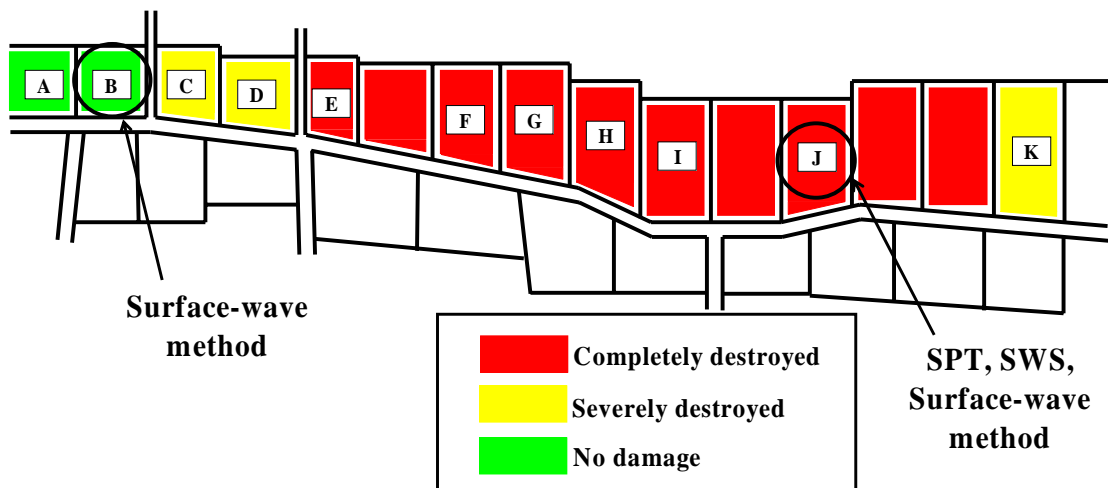 A
B
C
D
E
F
G
H
I
J
K
Surface-wave
method
Completely destroyed
Severely destroyed
No damage
SPT, SWS,
Surface-wave
method